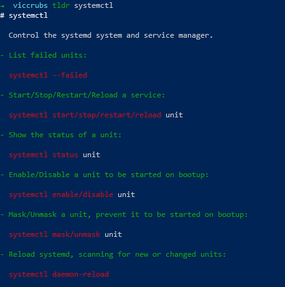 → viccrubs tldr systemctl
# systemctl
Control the systemd system and service manager.
- List failed units:
systemctl --failed
- Start/Stop/Restart/Reload a service:
systemctl start/stop/restart/reload unit
- Show the status of a unit:
systemctl status unit
- Enable/Disable a unit to be started on bootup:
systemctl enable/disable unit
- Mask/Unmask a unit, prevent it to be started on bootup:
systemctl mask/unmask unit
- Reload systemd, scanning for new or changed units:
systemctl daemon-reload